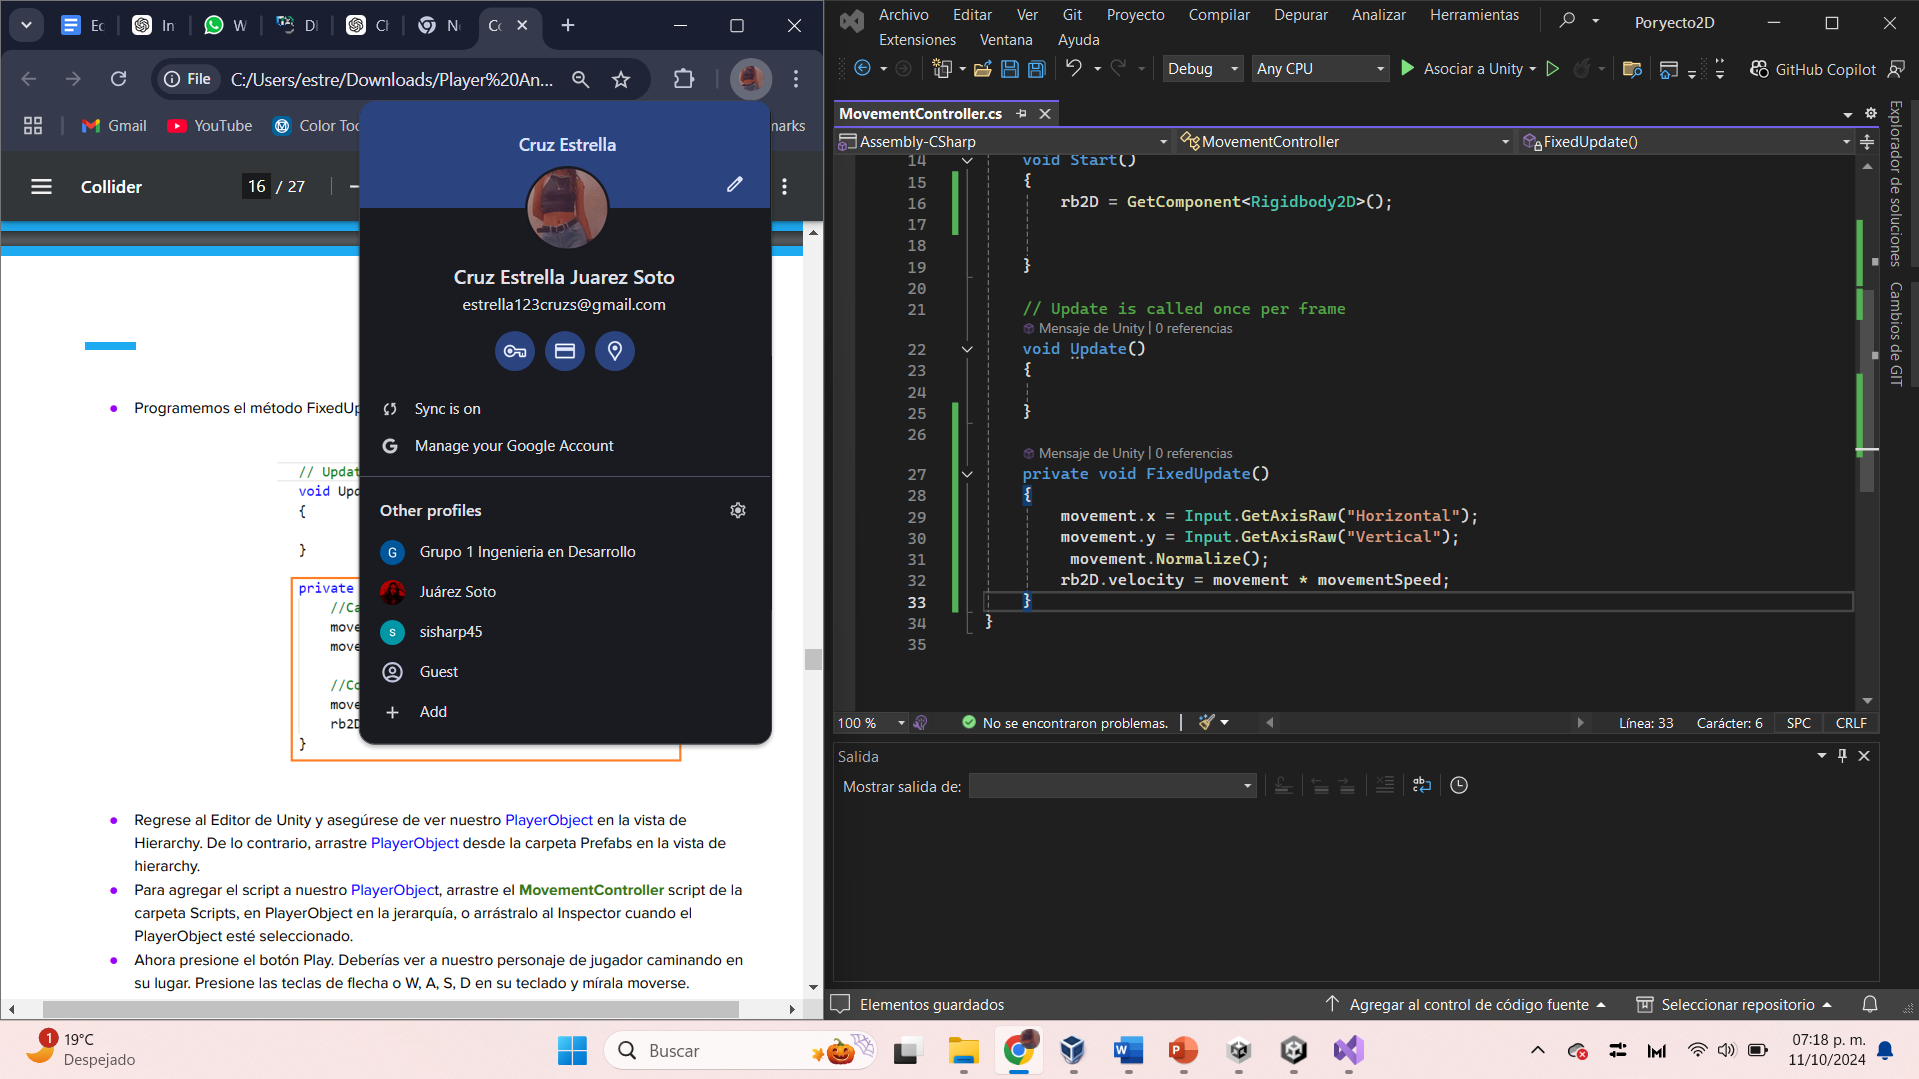 Ec
In
W
DI
Cl
N
Cc
File
C:/Users/estre/Downloads/Player%20An...
Gmail
YouTube
Color Too
marks
Collider
16 / 27
Cruz Estrella
Cruz Estrella Juarez Soto
estrella123cruzs@gmail.com
Sync is on
Manage your Google Account
Other profiles
G Grupo 1 Ingenieria en Desarrollo
Juárez Soto
s sisharp45
Guest
+ Add
Programemos el método FixedUp
// Updat
void Upd
{
}
private
//Ca
move
move
//Co
move
rb2D
}
Regrese al Editor de Unity y asegúrese de ver nuestro PlayerObject en la vista de
Hierarchy. De lo contrario, arrastre PlayerObject desde la carpeta Prefabs en la vista de
hierarchy.
Para agregar el script a nuestro PlayerObject, arrastre el MovementController script de la
carpeta Scripts, en PlayerObject en la jerarquía, o arrástralo al Inspector cuando el
PlayerObject esté seleccionado.
Ahora presione el botón Play. Deberías ver a nuestro personaje de jugador caminando en
su lugar. Presione las teclas de flecha o W, A, S, D en su teclado y mírala moverse.
Archivo Editar Ver Git Proyecto Compilar Depurar Analizar Herramientas
Extensiones Ventana Ayuda
Poryecto2D
Debug
Any CPU
Asociar a Unity
GitHub Copilot
MovementController.cs
Assembly-CSharp
MovementController
FixedUpdate()
14 void Start()
15 {
16 rb2D = GetComponent<Rigidbody2D>();
17
18
19 }
20
21 // Update is called once per frame
Mensaje de Unity | 0 referencias
22 void Update()
23 {
24
25 }
26
Mensaje de Unity | 0 referencias
27 private void FixedUpdate()
28 {
29 movement.x = Input.GetAxisRaw("Horizontal");
30 movement.y = Input.GetAxisRaw("Vertical");
31 movement.Normalize();
32 rb2D.velocity = movement * movementSpeed;
33 }
34 }
35
Explorador de soluciones
Cambios de GIT
100 %
No se encontraron problemas.
Línea: 33
Carácter: 6
SPC
CRLF
Salida
Mostrar salida de:
Elementos guardados
Agregar al control de código fuente
Seleccionar repositorio
1
19°C
Despejado
Buscar
07:18 p. m.
11/10/2024